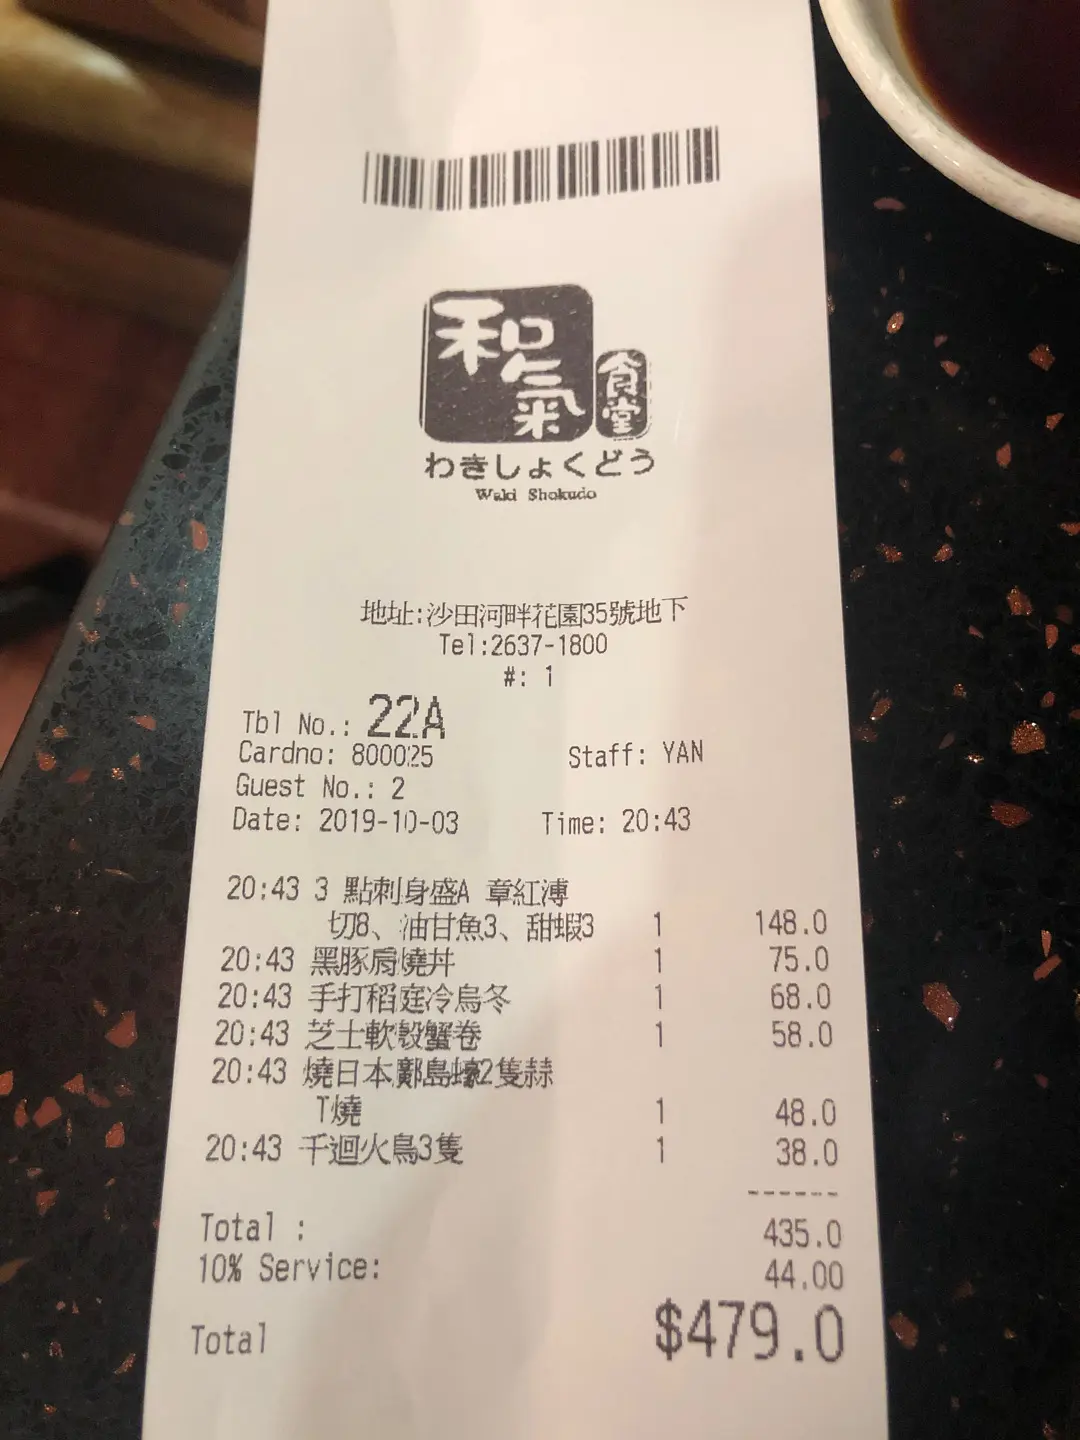 和氣
食堂
わきしょくどう
Waki Shokudo
地址:沙田河畔花園35號地下
Tel:2637-1800
#: 1
Tbl No.: 22A
Cardno: 800025 Staff: YAN
Guest No.: 2
Date: 2019-10-03 Time: 20:43
20:43 3 點刺身盛A 章紅溥
切8、油甘魚3、甜蝦3 1 148.0
20:43 黑豚肩燒丼 1 75.0
20:43 手打稻庭冷烏冬 1 68.0
20:43 芝士軟殼蟹卷 1 58.0
20:43 燒日本鄺島蠔2隻蒜
T燒 1 48.0
20:43 千迴火鳥3隻 1 38.0
------
Total : 435.0
10% Service: 44.00
Total $479.0